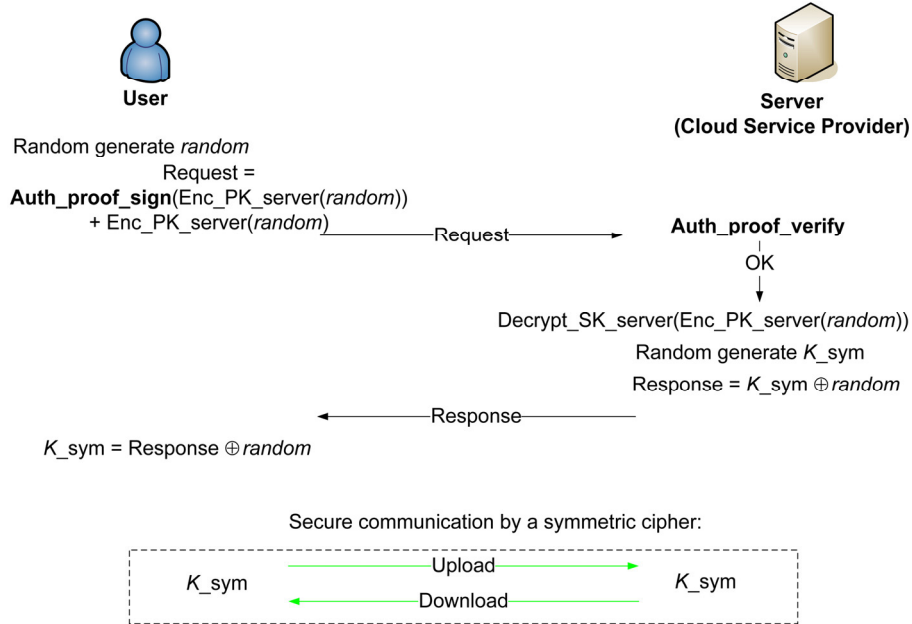 User
Server
(Cloud Service Provider)
Random generate random
Request =
Auth_proof_sign(Enc_PK_server(random))
+ Enc_PK_server(random)
Request
Auth_proof_verify
OK
Decrypt_SK_server(Enc_PK_server(random))
Random generate K_sym
Response = K_sym ⊕ random
Response
K_sym = Response ⊕ random
Secure communication by a symmetric cipher:
K_sym
Upload
Download
K_sym